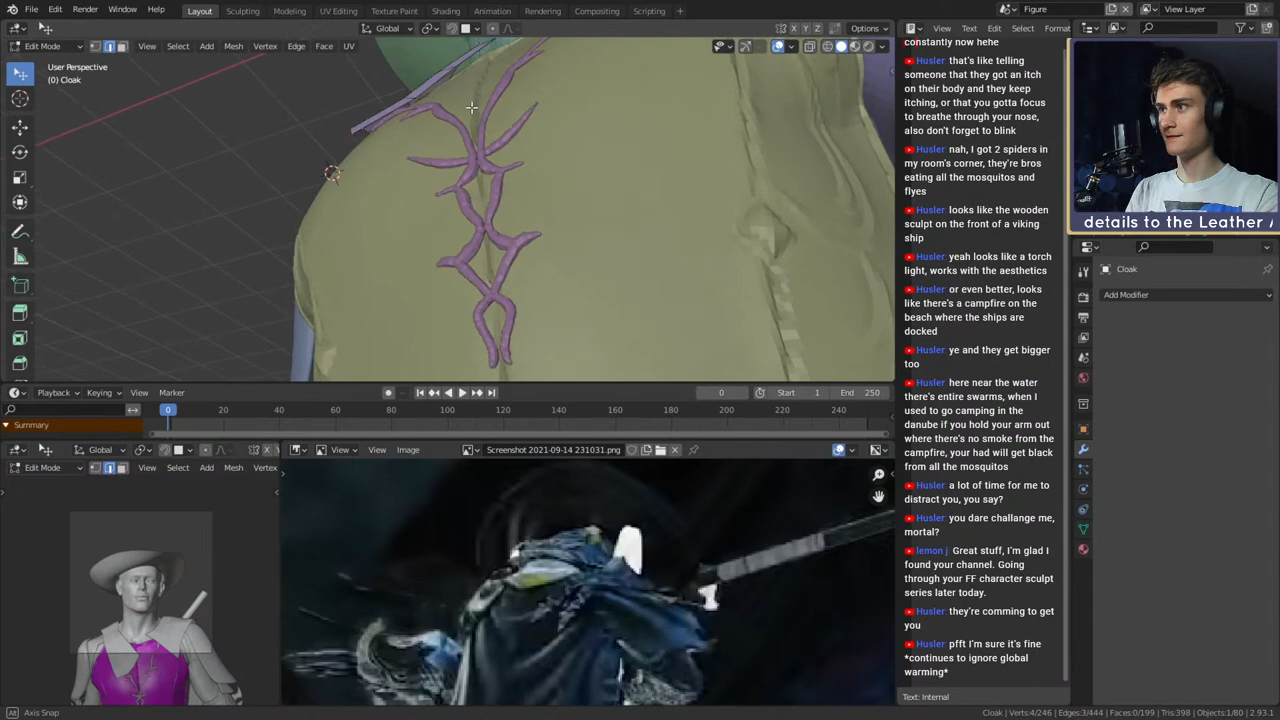 File Edit Render Window Help Layout Sculpting Modeling UV Editing Texture Paint Shading Animation Rendering Compositing Scripting + Figure View Layer
Global Options View Text Edit Select Format
Edit Mode View Select Add Mesh Vertex Edge Face UV
User Perspective
(0) Cloak
constantly now hehe
Husler that's like telling
someone that they got an itch
on their body and they keep
itching, or that you gotta focus
to breathe through your nose,
also don't forget to blink
Husler nah, I got 2 spiders in
my room's corner, they're bros
eating all the mosquitos and
flyes
Husler looks like the wooden
sculpt on the front of a viking
ship
Husler yeah looks like a torch
light, works with the aesthetics
Husler or even better, looks
like there's a campfire on the
beach where the ships are
docked
Husler ye and they get bigger
too
Husler here near the water
there's entire swarms, when I
used to go camping in the
danube if you hold your arm out
where there's no smoke from the
campfire, your had will get black
from all the mosquitos
Husler a lot of time for me to
distract you, you say?
Husler you dare challange me,
mortal?
lemon j Great stuff, I'm glad I
found your channel. Going
through your FF character sculpt
series later today.
Husler they're comming to get
you
Husler pfft I'm sure it's fine
*continues to ignore global
warming*
Text: Internal
details to the Leather
Cloak
Add Modifier
Playback Keying View Marker 0 Start 1 End 250
0 20 40 60 80 100 120 140 160 180 200 220 240
Summary
Global View View Image Screenshot 2021-09-14 231031.png
Edit Mode View Select Add Mesh Vertex
Axis Snap
Cloak | Verts:4/246 | Edges:3/444 | Faces:0/199 | Tris:398 | Objects:1/80 | 2.93.1